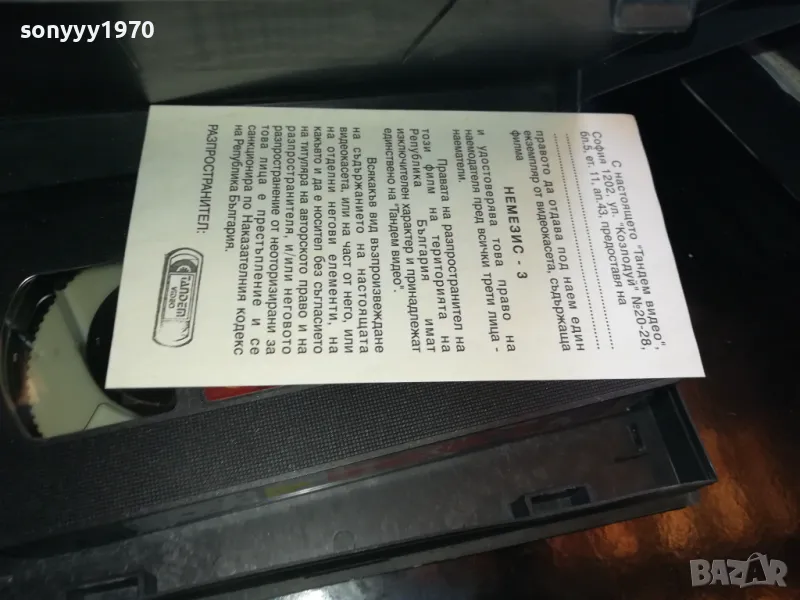 sonyyy1970
С настоящето "Тандем видео",
София 1202, ул. "Козлодуй" №20-28,
бл.5, ет. 11, ап.43, предоставя на
правото да отдава под наем един
екземпляр от видеокасета, съдържаща
филма
НЕМЕЗИС - 3
и удостоверява това право на
наемодателя пред всички трети лица -
наематели.
Правата на разпространител на
този филм на територията на
Република България имат
изключителен характер и принадлежат
единствено на "Тандем видео".
Всякакъв вид възпроизвеждане
на съдържанието на настоящата
видеокасета, или на част от него, или
на отделни негови елементи, на
какъвто и да е носител без съгласието
на титуляра на авторското право и на
разпространителя, и/или неговото
разпространение от неоторизирани за
това лица е престъпление и се
санкционира по Наказателния кодекс
на Република България.
РАЗПРОСТРАНИТЕЛ:
TANDEM
VIDEO
BAZAR